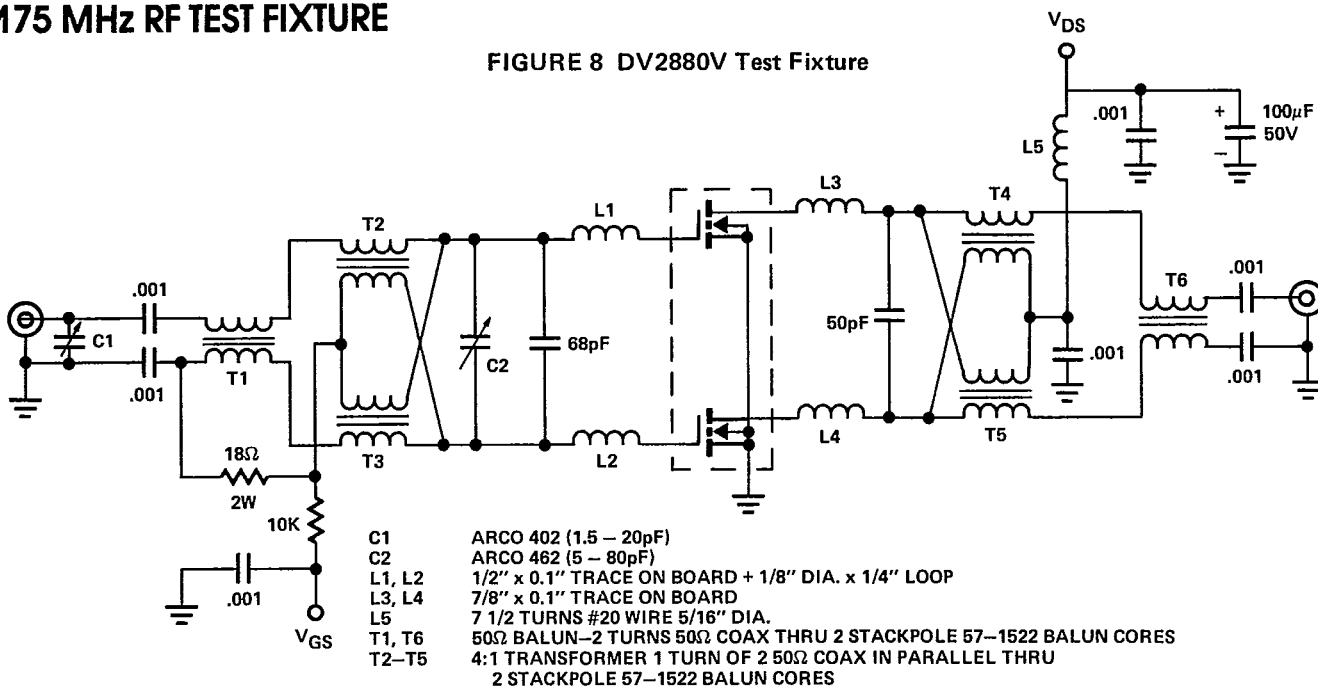 175 MHz RF TEST FIXTURE
FIGURE 8 DV2880V Test Fixture
VDS
.001
+
−
100μF
50V
L5
L3
T4
L1
T2
T6
.001
.001
C1
T1
.001
C2
68pF
50pF
.001
.001
L4
T5
L2
T3
18Ω
2W
10K
.001
VGS
C1 ARCO 402 (1.5 – 20pF)
C2 ARCO 462 (5 – 80pF)
L1, L2 1/2″ x 0.1″ TRACE ON BOARD + 1/8″ DIA. x 1/4″ LOOP
L3, L4 7/8″ x 0.1″ TRACE ON BOARD
L5 7 1/2 TURNS #20 WIRE 5/16″ DIA.
T1, T6 50Ω BALUN–2 TURNS 50Ω COAX THRU 2 STACKPOLE 57–1522 BALUN CORES
T2–T5 4:1 TRANSFORMER 1 TURN OF 2 50Ω COAX IN PARALLEL THRU
2 STACKPOLE 57–1522 BALUN CORES